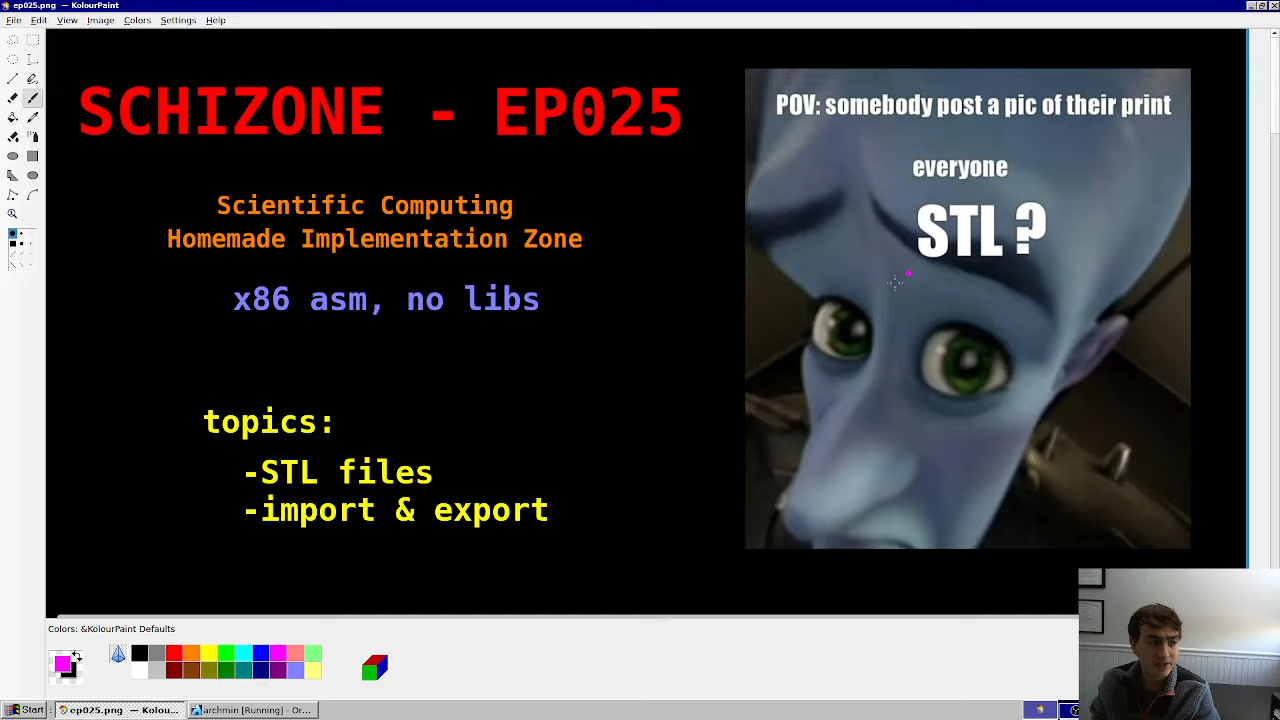 ep025.png — KolourPaint
File Edit View Image Colors Settings Help
SCHIZONE - EP025
Scientific Computing
Homemade Implementation Zone
x86 asm, no libs
topics:
-STL files
-import & export
POV: somebody post a pic of their print
everyone
STL ?
Colors: &KolourPaint Defaults
Start
ep025.png — Kolou...
archmin [Running] - Or...